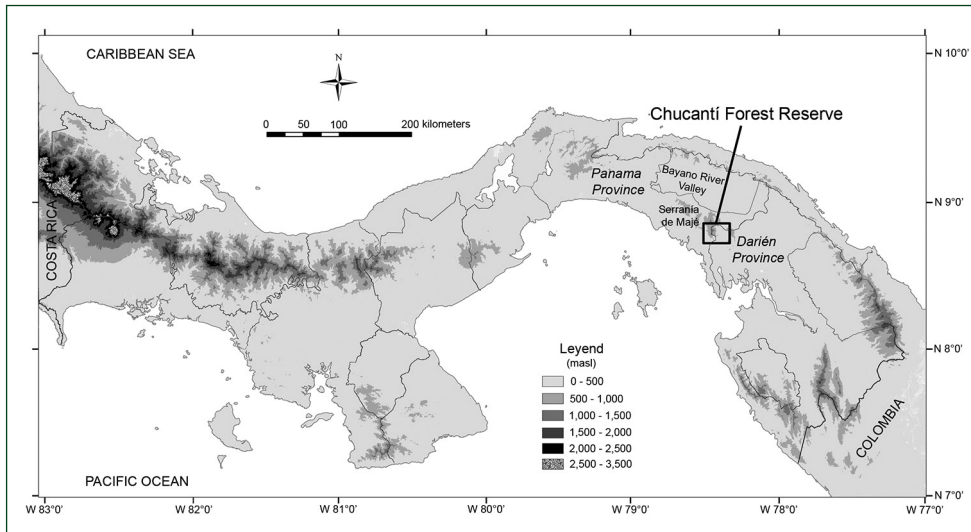 CARIBBEAN SEA
N
0 50 100 200 kilometers
Chucantí Forest Reserve
N 10°0'
Panama
Province
Bayano River
Valley
N 9°0'
Serranía
de Majé
Darién
Province
COSTA RICA
N 8°0'
Leyend
(masl)
0 - 500
500 - 1,000
1,000 - 1,500
1,500 - 2,000
2,000 - 2,500
2,500 - 3,500
COLOMBIA
PACIFIC OCEAN
N 7°0'
W 83°0' W 82°0' W 81°0' W 80°0' W 79°0' W 78°0' W 77°0'